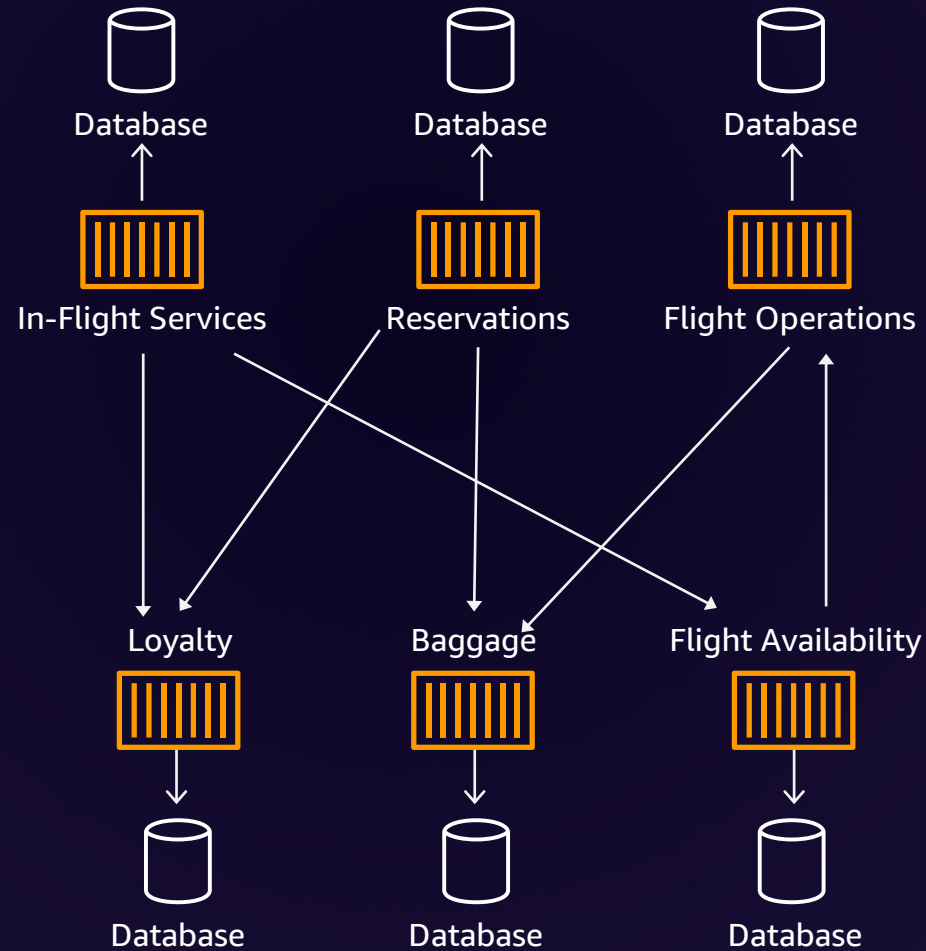 Database
Database
Database
In-Flight Services
Reservations
Flight Operations
Loyalty
Baggage
Flight Availability
Database
Database
Database